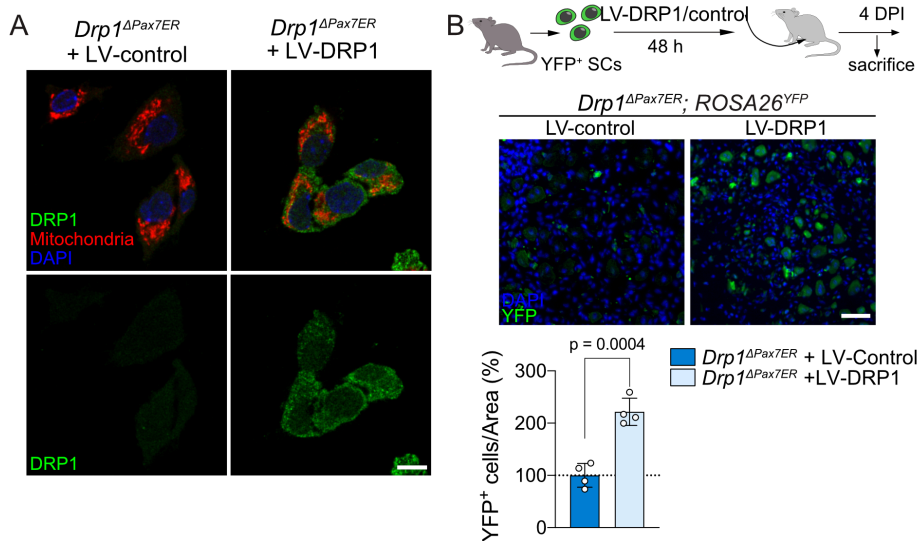 A
Drp1ΔPax7ER
+ LV-control
Drp1ΔPax7ER
+ LV-DRP1
DRP1
Mitochondria
DAPI
DRP1
B
YFP+ SCs
LV-DRP1/control
48 h
4 DPI
sacrifice
Drp1ΔPax7ER; ROSA26YFP
LV-control
LV-DRP1
DAPI
YFP
p = 0.0004
YFP+ cells/Area (%)
300
200
100
0
Drp1ΔPax7ER + LV-Control
Drp1ΔPax7ER +LV-DRP1